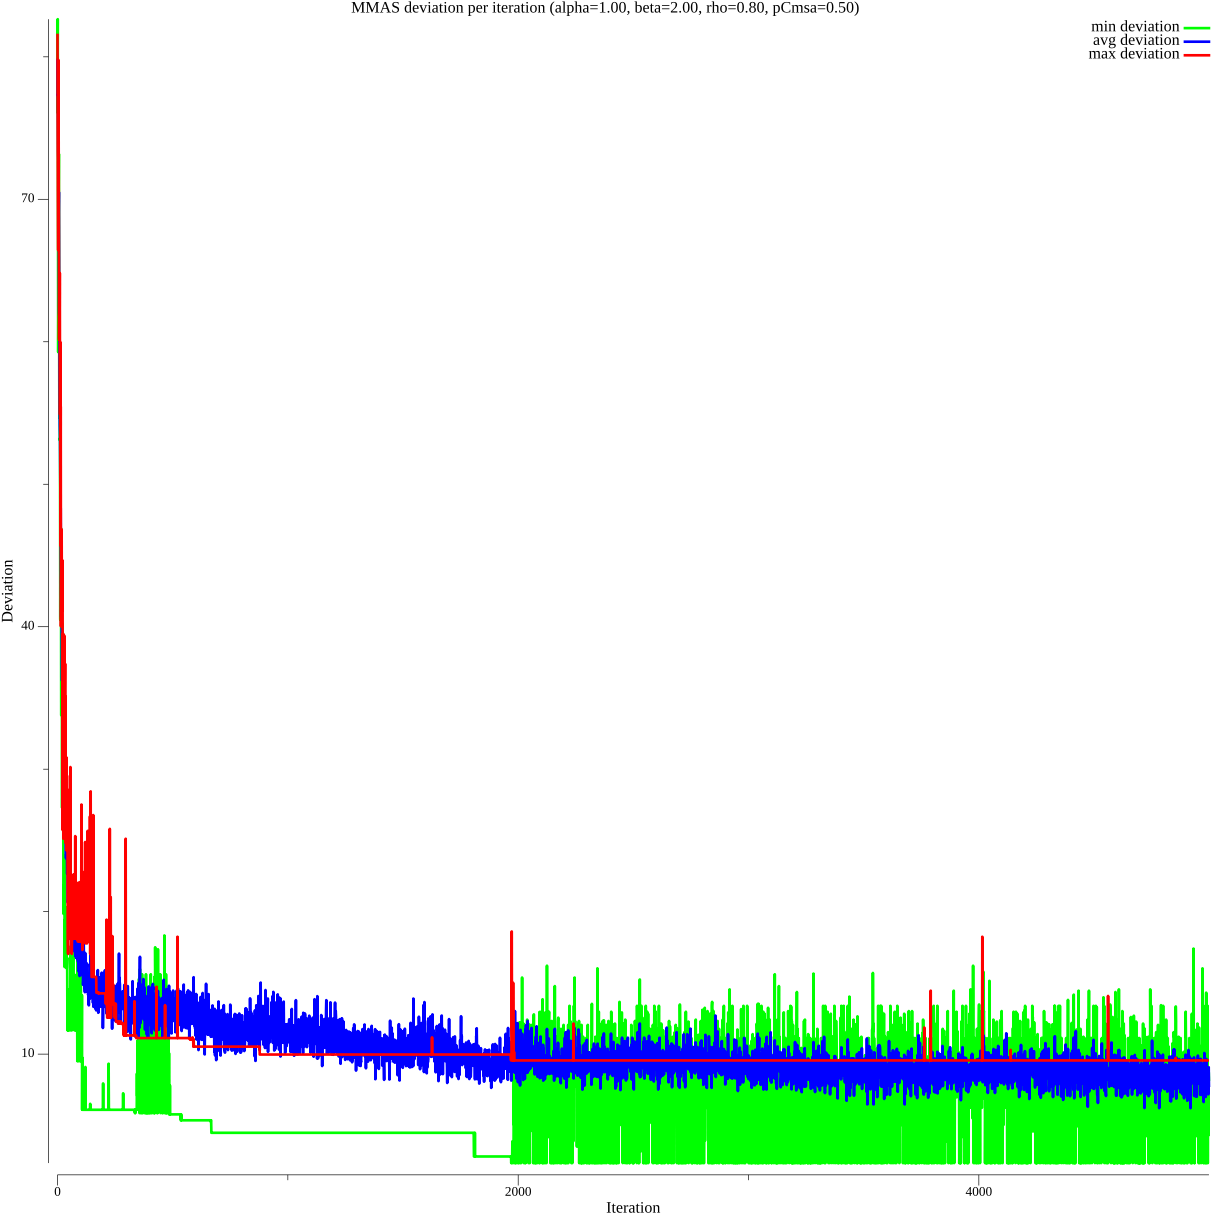 MMAS deviation per iteration (alpha=1.00, beta=2.00, rho=0.80, pCmsa=0.50)
min deviation
avg deviation
max deviation
70
40
10
Deviation
0
2000
4000
Iteration